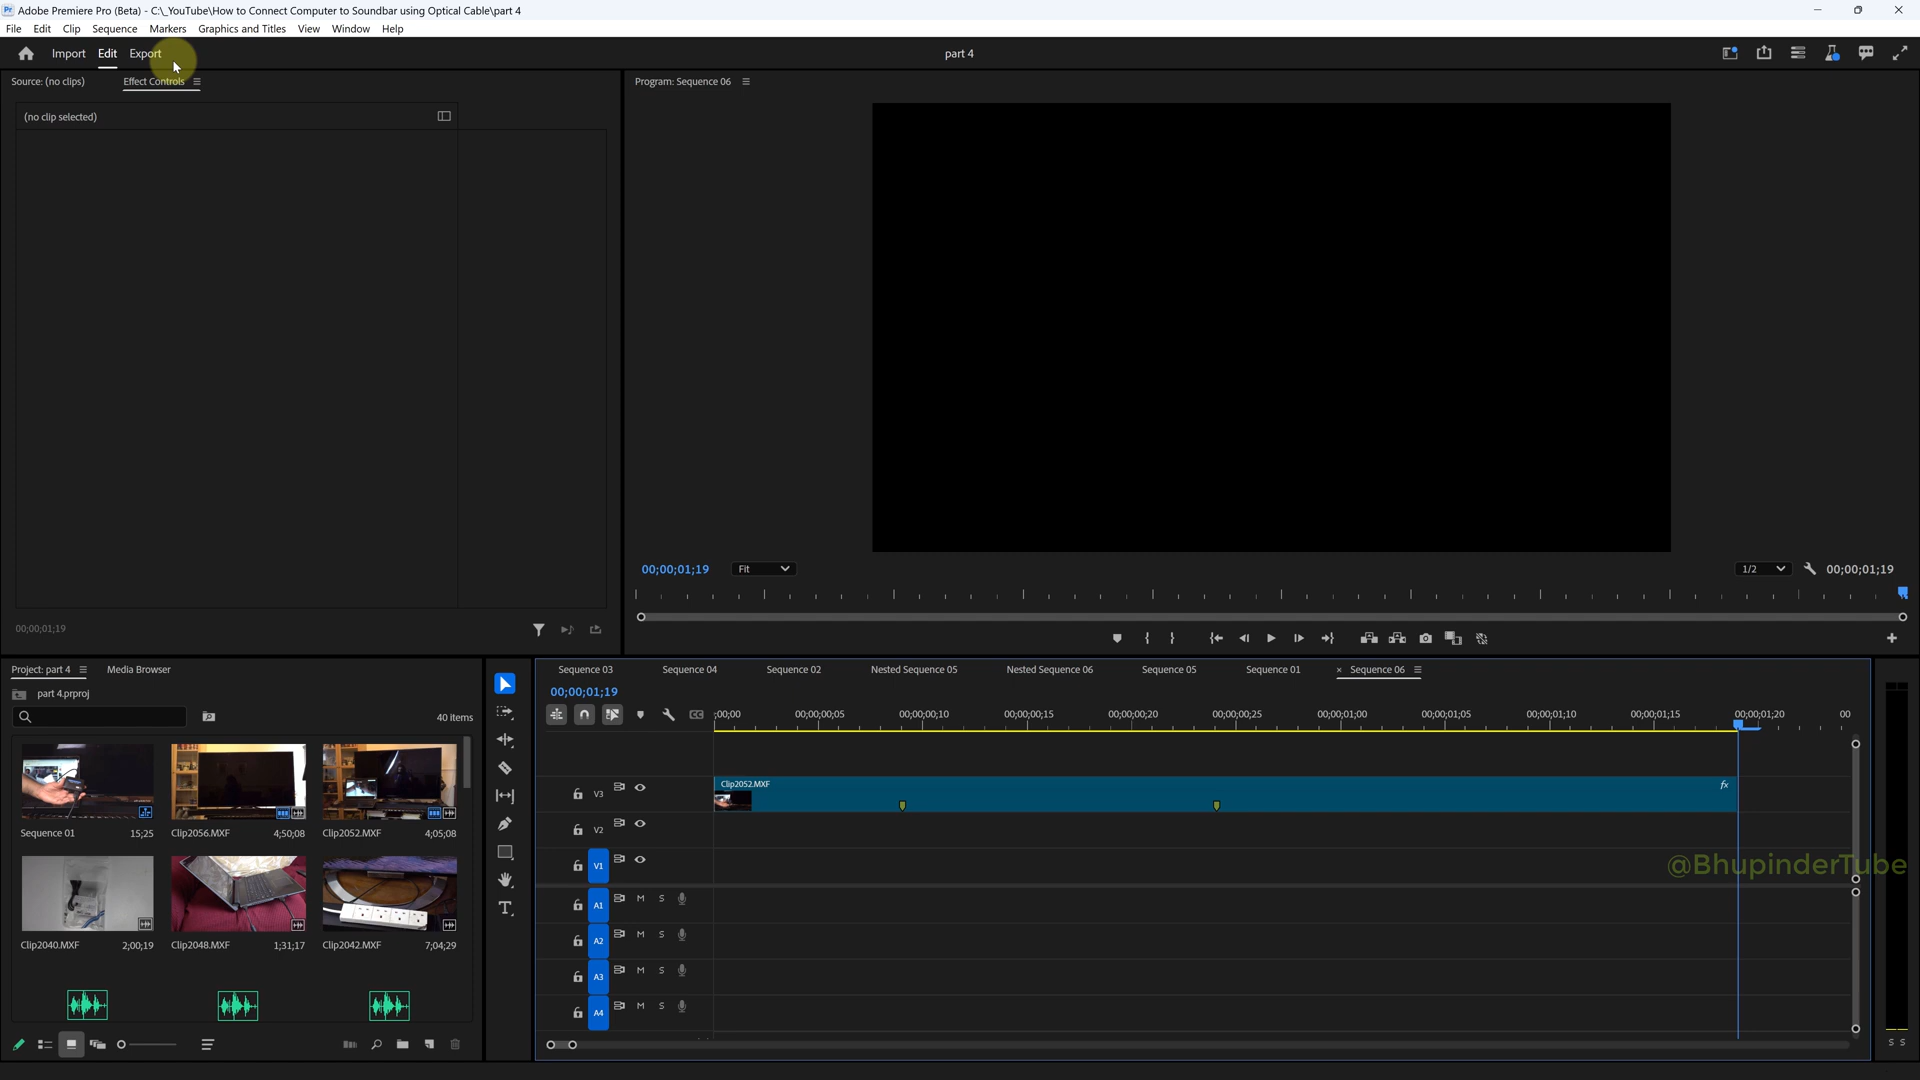 Pr Adobe Premiere Pro (Beta) - C:\_YouTube\How to Connect Computer to Soundbar using Optical Cable\part 4
File Edit Clip Sequence Markers Graphics and Titles View Window Help
Import Edit Export part 4
Source: (no clips) Effect Controls Program: Sequence 06
(no clip selected)
00;00;01;19 Fit 1/2 00;00;01;19
00;00;01;19
Project: part 4 Media Browser
part 4.prproj
40 items
Sequence 01 15;25 Clip2056.MXF 4;50;08 Clip2052.MXF 4;05;08
Clip2040.MXF 2;00;19 Clip2048.MXF 1;31;17 Clip2042.MXF 7;04;29
T
Sequence 03 Sequence 04 Sequence 02 Nested Sequence 05 Nested Sequence 06 Sequence 05 Sequence 01 × Sequence 06
00;00;01;19
CC ;00;00 00;00;00;05 00;00;00;10 00;00;00;15 00;00;00;20 00;00;00;25 00;00;01;00 00;00;01;05 00;00;01;10 00;00;01;15 00;00;01;20 00
V3 Clip2052.MXF fx
V2
V1
@BhupinderTube
A1 M S
A2 M S
A3 M S
A4 M S
S S